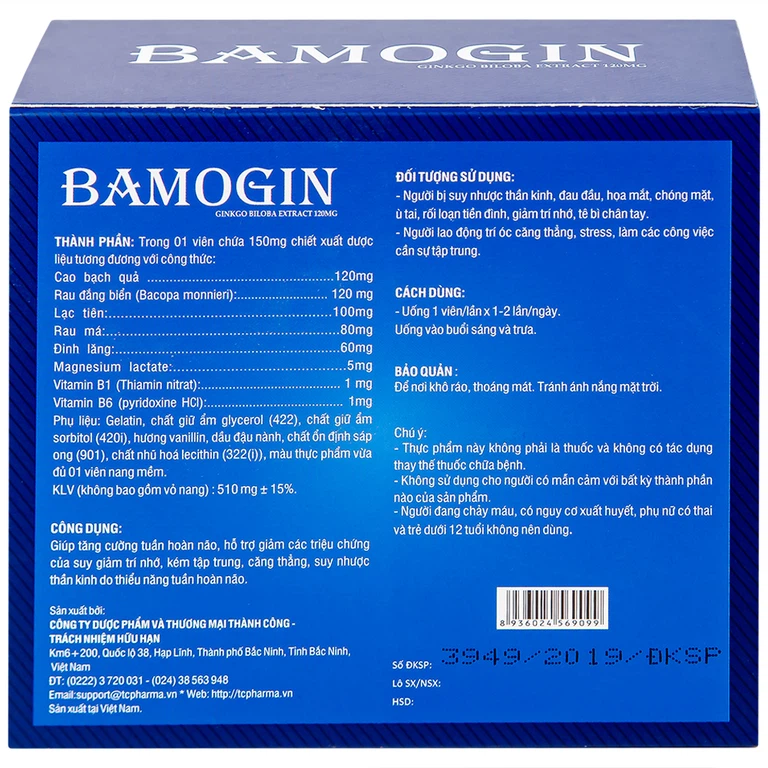 BAMOGIN
GINKGO BILOBA EXTRACT 120MG
BAMOGIN
GINKGO BILOBA EXTRACT 120MG
THÀNH PHẦN: Trong 01 viên chứa 150mg chiết xuất dược
liệu tương đương với công thức:
Cao bạch quả ..........................................120mg
Rau đắng biển (Bacopa monnieri):...................... 120 mg
Lạc tiên:.................................................100mg
Rau má:....................................................80mg
Đinh lăng:.................................................60mg
Magnesium lactate:.....................................5mg
Vitamin B1 (Thiamin nitrat):............................... 1 mg
Vitamin B6 (pyridoxine HCl):.............................. 1mg
Phụ liệu: Gelatin, chất giữ ẩm glycerol (422), chất giữ ẩm
sorbitol (420i), hương vanillin, dầu đậu nành, chất ổn định sáp
ong (901), chất nhũ hoá lecithin (322(i)), màu thực phẩm vừa
đủ 01 viên nang mềm.
KLV (không bao gồm vỏ nang) : 510 mg ± 15%.
CÔNG DỤNG:
Giúp tăng cường tuần hoàn não, hỗ trợ giảm các triệu chứng
của suy giảm trí nhớ, kém tập trung, căng thẳng, suy nhược
thần kinh do thiểu năng tuần hoàn não.
Sản xuất bởi:
CÔNG TY DƯỢC PHẨM VÀ THƯƠNG MẠI THÀNH CÔNG -
TRÁCH NHIỆM HỮU HẠN
Km6+200, Quốc lộ 38, Hạp Lĩnh, Thành phố Bắc Ninh, Tỉnh Bắc Ninh,
Việt Nam
ĐT: (0222) 3 720 031 - (024) 38 563 948
Email:support@tcpharma.vn * Web: http://tcpharma.vn
Sản xuất tại Việt Nam.
ĐỐI TƯỢNG SỬ DỤNG:
- Người bị suy nhược thần kinh, đau đầu, hoạ mắt, chóng mặt,
ù tai, rối loạn tiền đình, giảm trí nhớ, tê bì chân tay.
- Người lao động trí óc căng thẳng, stress, làm các công việc
cần sự tập trung.
CÁCH DÙNG:
- Uống 1 viên/lần x 1-2 lần/ngày.
Uống vào buổi sáng và trưa.
BẢO QUẢN :
Để nơi khô ráo, thoáng mát. Tránh ánh nắng mặt trời.
Chú ý:
- Thực phẩm này không phải là thuốc và không có tác dụng
thay thế thuốc chữa bệnh.
- Không sử dụng cho người có mẫn cảm với bất kỳ thành phần
nào của sản phẩm.
- Người đang chảy máu, có nguy cơ xuất huyết, phụ nữ có thai
và trẻ dưới 12 tuổi không nên dùng.
8 936024 569099
Số ĐKSP: 3949/2019/ĐKSP
Lô SX/NSX:
HSD: